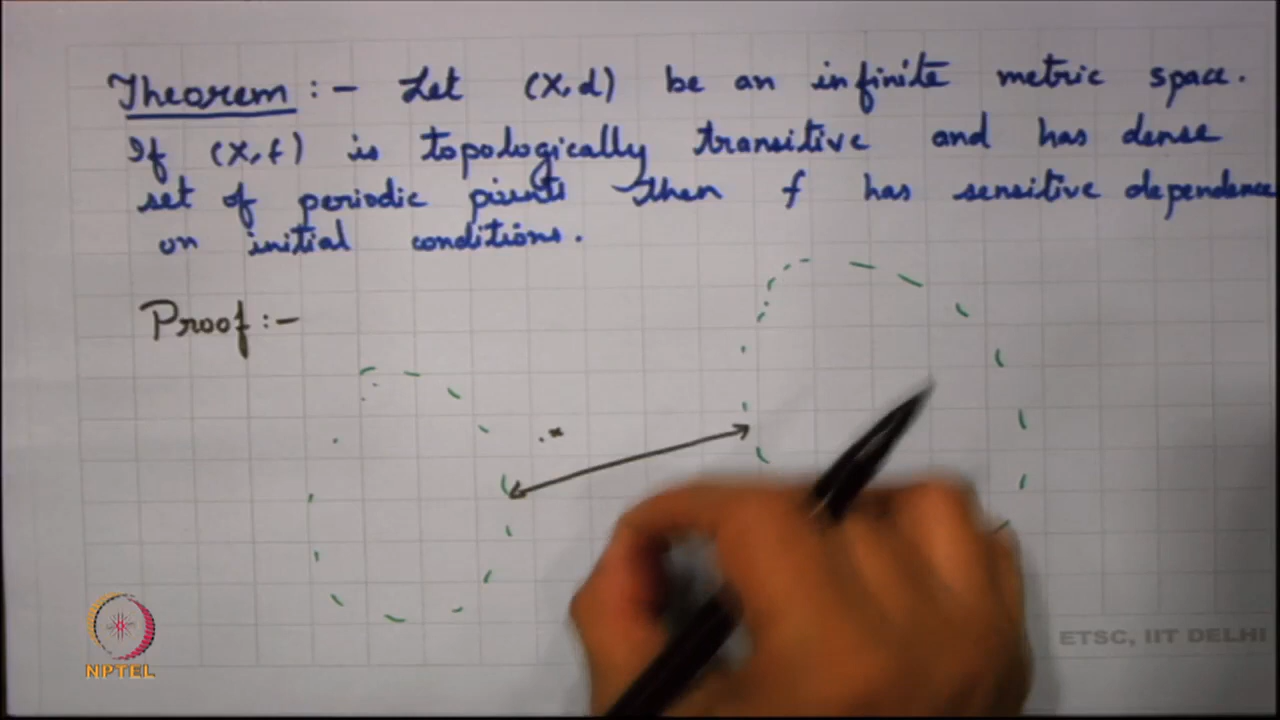 Theorem :- Let (X,d) be an infinite metric space.
If (X,f) is topologically transitive and has dense
set of periodic points then f has sensitive dependence
on initial conditions.
Proof :-
ETSC, IIT DELHI
NPTEL